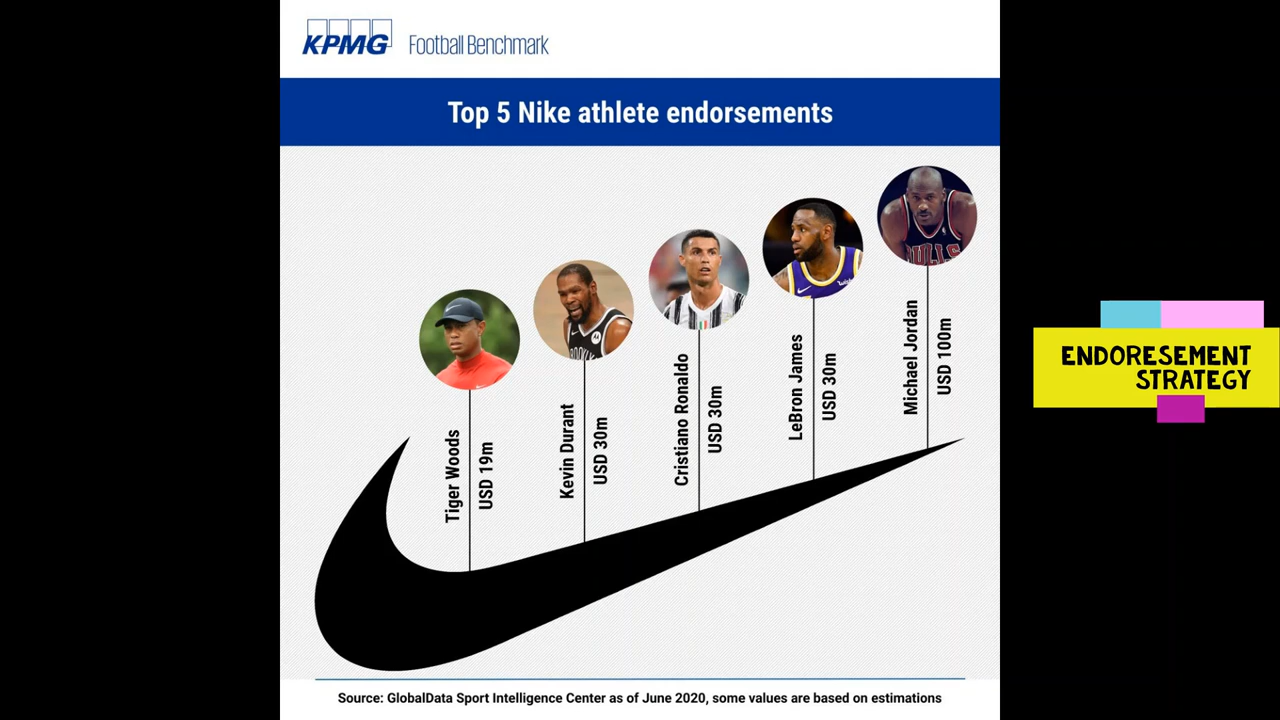 KPMG Football Benchmark
Top 5 Nike athlete endorsements
Tiger Woods
USD 19m
Kevin Durant
USD 30m
Cristiano Ronaldo
USD 30m
LeBron James
USD 30m
Michael Jordan
USD 100m
BULLS
ENDORESEMENT
STRATEGY
Source: GlobalData Sport Intelligence Center as of June 2020, some values are based on estimations